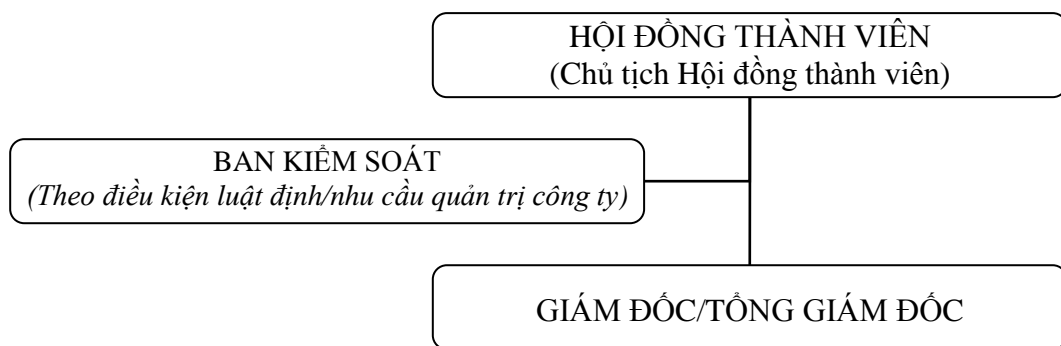 HỘI ĐỒNG THÀNH VIÊN
(Chủ tịch Hội đồng thành viên)
BAN KIỂM SOÁT
(Theo điều kiện luật định/nhu cầu quản trị công ty)
GIÁM ĐỐC/TỔNG GIÁM ĐỐC